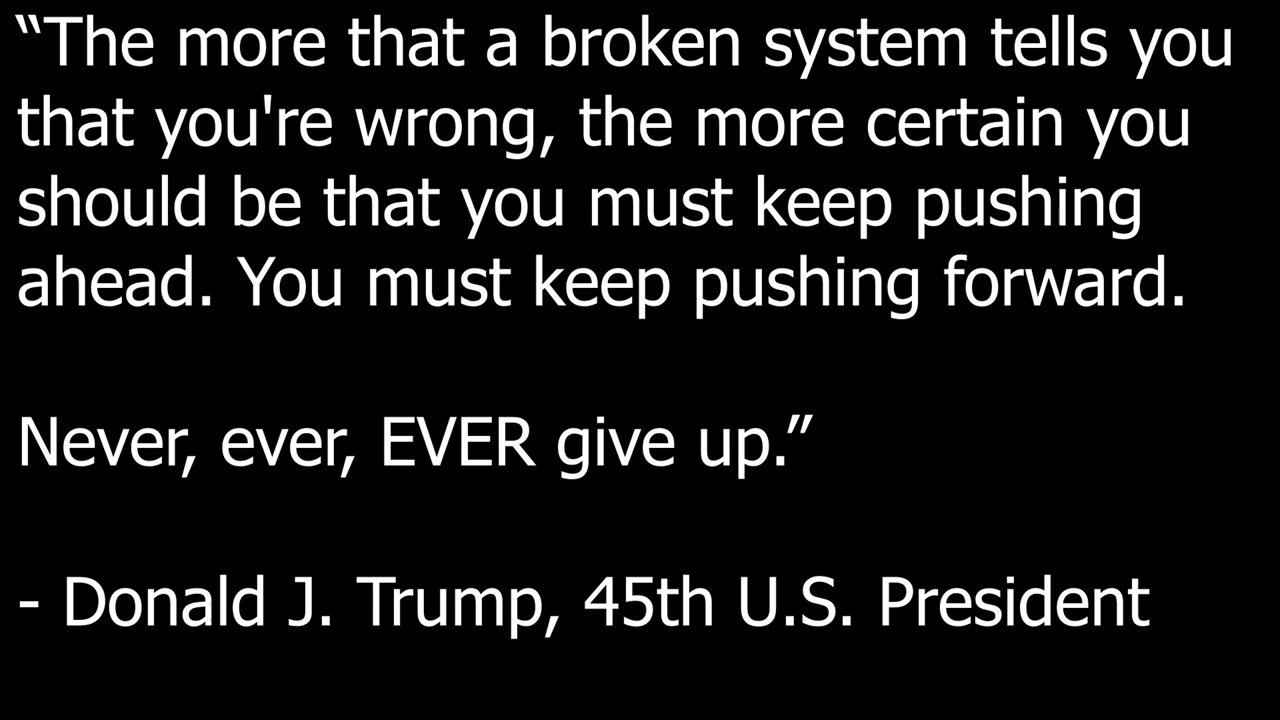 “The more that a broken system tells you
that you're wrong, the more certain you
should be that you must keep pushing
ahead. You must keep pushing forward.
Never, ever, EVER give up.”
- Donald J. Trump, 45th U.S. President